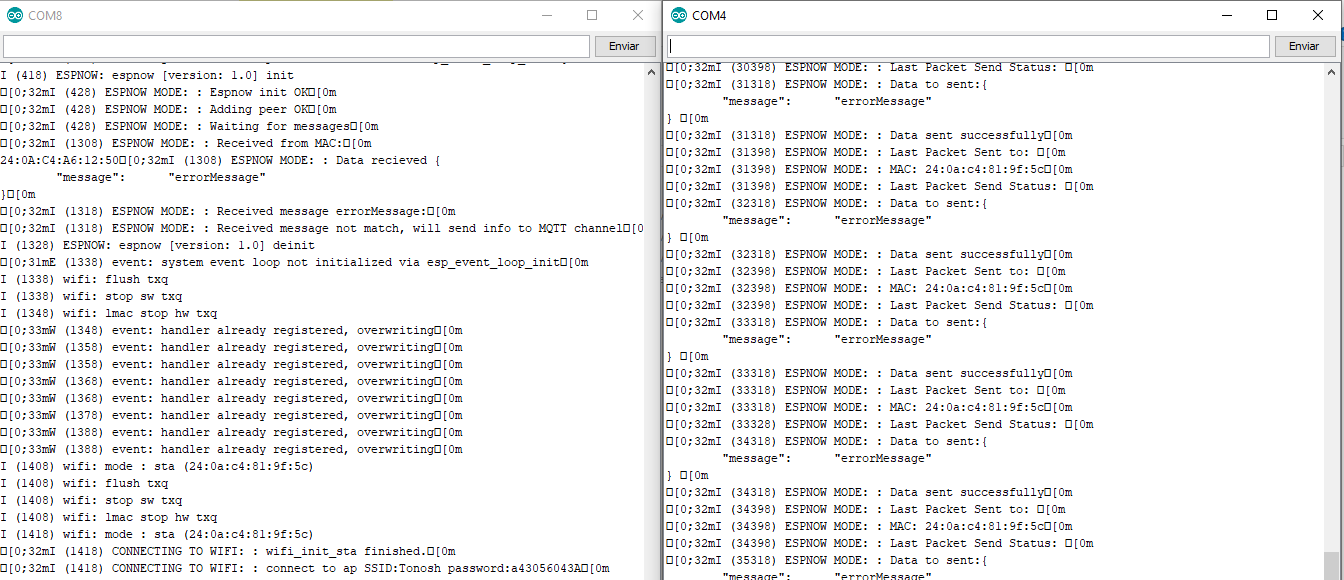 COM8
Enviar
I (418) ESPNOW: espnow [version: 1.0] init
□[0;32mI (428) ESPNOW MODE: : Espnow init OK□[0m
□[0;32mI (428) ESPNOW MODE: : Adding peer OK□[0m
□[0;32mI (428) ESPNOW MODE: : Waiting for messages□[0m
□[0;32mI (1308) ESPNOW MODE: : Received from MAC:□[0m
24:0A:C4:A6:12:50□[0;32mI (1308) ESPNOW MODE: : Data recieved {
"message": "errorMessage"
}□[0m
□[0;32mI (1318) ESPNOW MODE: : Received message errorMessage:□[0m
□[0;32mI (1318) ESPNOW MODE: : Received message not match, will send info to MQTT channel□[0
I (1328) ESPNOW: espnow [version: 1.0] deinit
□[0;31mE (1338) event: system event loop not initialized via esp_event_loop_init□[0m
I (1338) wifi: flush txq
I (1338) wifi: stop sw txq
I (1348) wifi: lmac stop hw txq
□[0;33mW (1348) event: handler already registered, overwriting□[0m
□[0;33mW (1358) event: handler already registered, overwriting□[0m
□[0;33mW (1358) event: handler already registered, overwriting□[0m
□[0;33mW (1368) event: handler already registered, overwriting□[0m
□[0;33mW (1368) event: handler already registered, overwriting□[0m
□[0;33mW (1378) event: handler already registered, overwriting□[0m
□[0;33mW (1388) event: handler already registered, overwriting□[0m
□[0;33mW (1388) event: handler already registered, overwriting□[0m
I (1408) wifi: mode : sta (24:0a:c4:81:9f:5c)
I (1408) wifi: flush txq
I (1408) wifi: stop sw txq
I (1408) wifi: lmac stop hw txq
I (1418) wifi: mode : sta (24:0a:c4:81:9f:5c)
□[0;32mI (1418) CONNECTING TO WIFI: : wifi_init_sta finished.□[0m
□[0;32mI (1418) CONNECTING TO WIFI: : connect to ap SSID:Tonosh password:a43056043A□[0m
COM4
Enviar
□[0;32mI (30398) ESPNOW MODE: : Last Packet Send Status: □[0m
□[0;32mI (31318) ESPNOW MODE: : Data to sent:{
"message": "errorMessage"
} □[0m
□[0;32mI (31318) ESPNOW MODE: : Data sent successfully□[0m
□[0;32mI (31398) ESPNOW MODE: : Last Packet Sent to: □[0m
□[0;32mI (31398) ESPNOW MODE: : MAC: 24:0a:c4:81:9f:5c□[0m
□[0;32mI (31398) ESPNOW MODE: : Last Packet Send Status: □[0m
□[0;32mI (32318) ESPNOW MODE: : Data to sent:{
"message": "errorMessage"
} □[0m
□[0;32mI (32318) ESPNOW MODE: : Data sent successfully□[0m
□[0;32mI (32398) ESPNOW MODE: : Last Packet Sent to: □[0m
□[0;32mI (32398) ESPNOW MODE: : MAC: 24:0a:c4:81:9f:5c□[0m
□[0;32mI (32398) ESPNOW MODE: : Last Packet Send Status: □[0m
□[0;32mI (33318) ESPNOW MODE: : Data to sent:{
"message": "errorMessage"
} □[0m
□[0;32mI (33318) ESPNOW MODE: : Data sent successfully□[0m
□[0;32mI (33318) ESPNOW MODE: : Last Packet Sent to: □[0m
□[0;32mI (33318) ESPNOW MODE: : MAC: 24:0a:c4:81:9f:5c□[0m
□[0;32mI (33328) ESPNOW MODE: : Last Packet Send Status: □[0m
□[0;32mI (34318) ESPNOW MODE: : Data to sent:{
"message": "errorMessage"
} □[0m
□[0;32mI (34318) ESPNOW MODE: : Data sent successfully□[0m
□[0;32mI (34398) ESPNOW MODE: : Last Packet Sent to: □[0m
□[0;32mI (34398) ESPNOW MODE: : MAC: 24:0a:c4:81:9f:5c□[0m
□[0;32mI (34398) ESPNOW MODE: : Last Packet Send Status: □[0m
□[0;32mI (35318) ESPNOW MODE: : Data to sent:{
"message": "errorMessage"